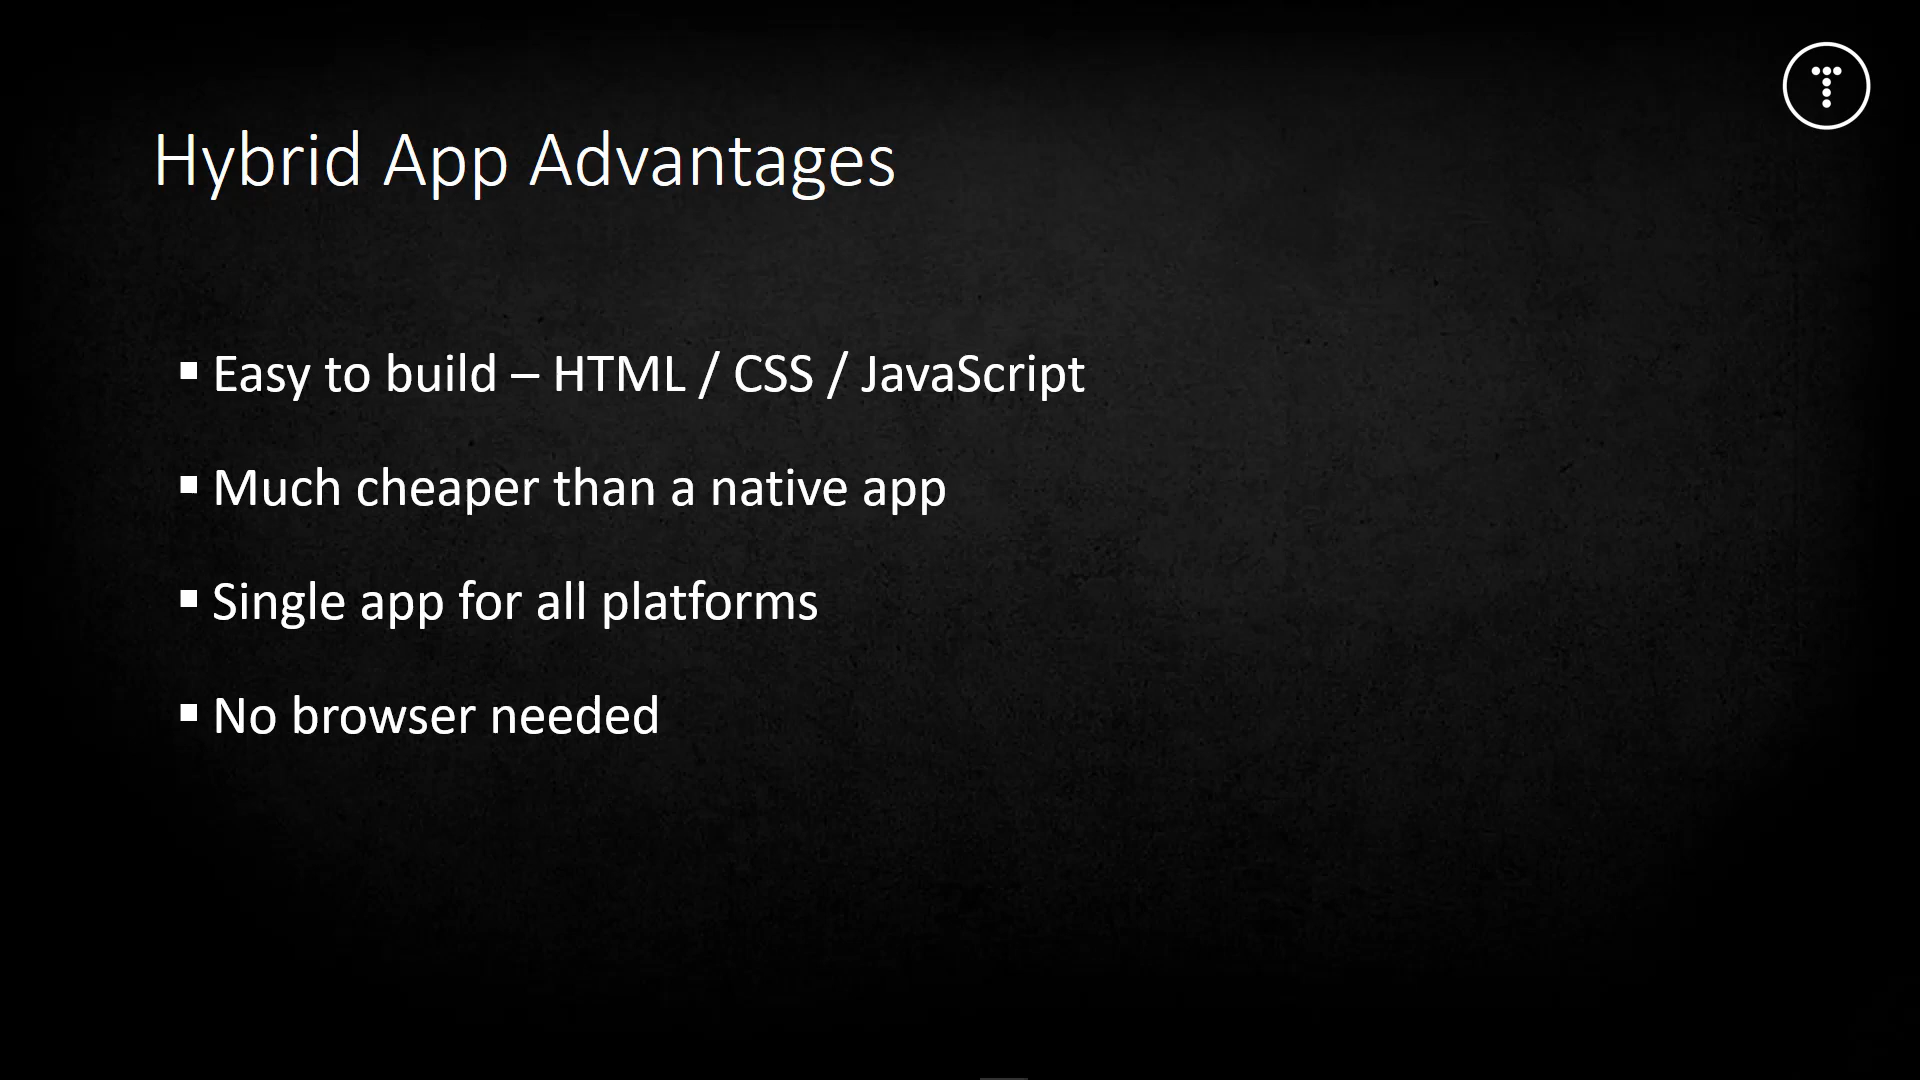 Hybrid App Advantages
▪ Easy to build – HTML / CSS / JavaScript
▪ Much cheaper than a native app
▪ Single app for all platforms
▪ No browser needed